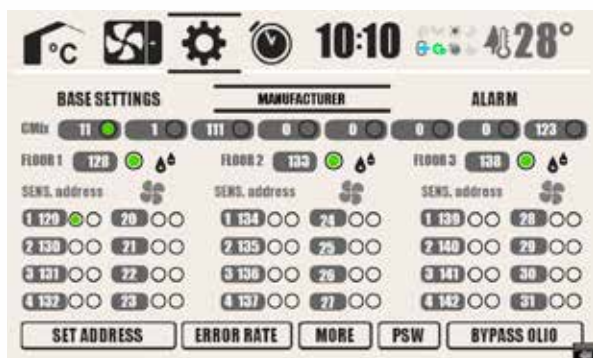 °C 10:10 28°
BASE SETTINGS MANUFACTURER ALARM
CMix 11 1 111 0 0 0 0 123
FLOOR 1 128 FLOOR 2 133 FLOOR 3 138
SENS. address SENS. address SENS. address
1 129 20 1 134 24 1 139 28
2 130 21 2 135 25 2 140 29
3 131 22 3 136 26 3 141 30
4 132 23 4 137 27 4 142 31
SET ADDRESS ERROR RATE MORE PSW BYPASS OLIO